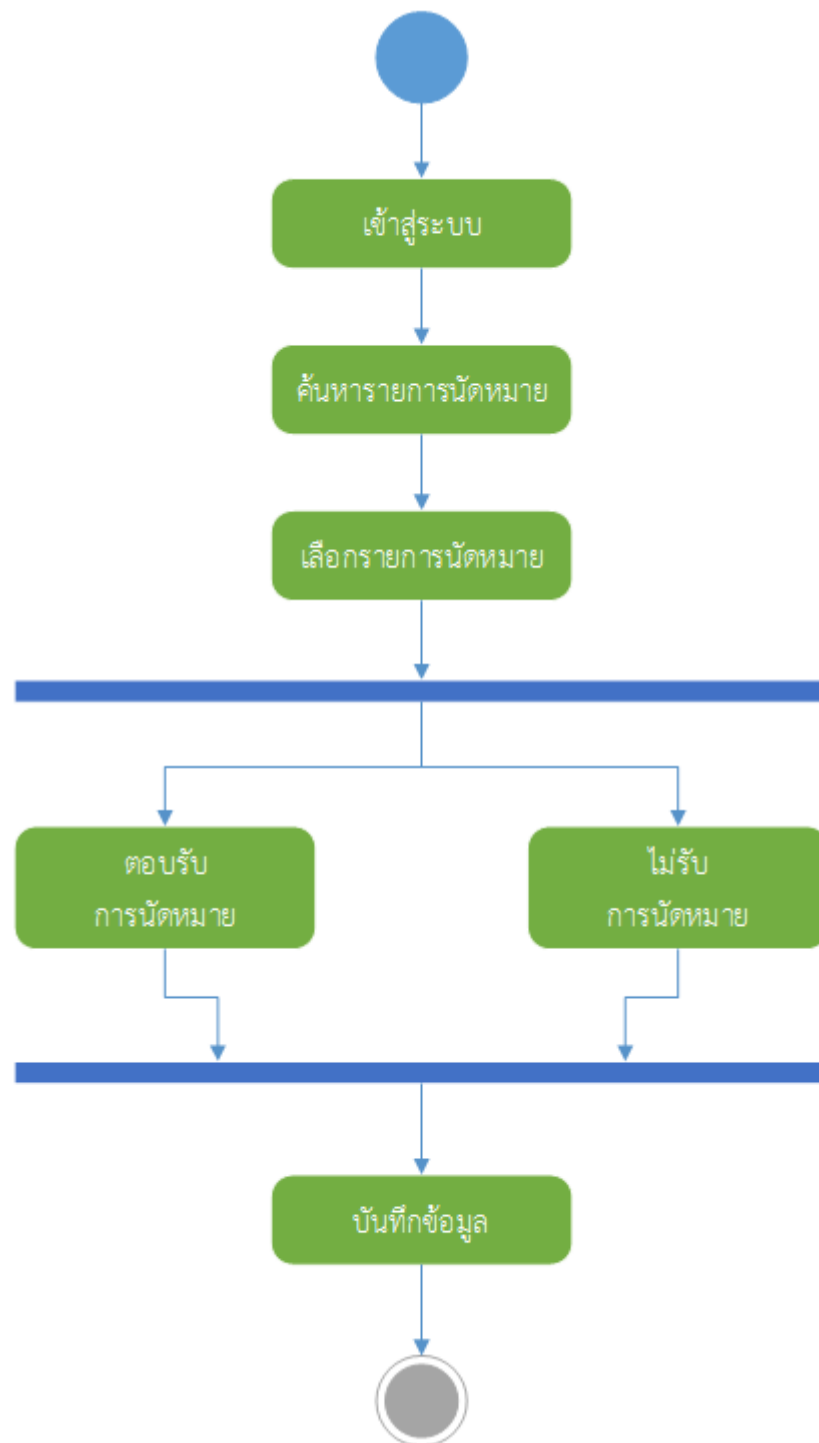 เข้าสู่ระบบ
ค้นหารายการนัดหมาย
เลือกรายการนัดหมาย
ตอบรับ
การนัดหมาย
ไม่รับ
การนัดหมาย
บันทึกข้อมูล